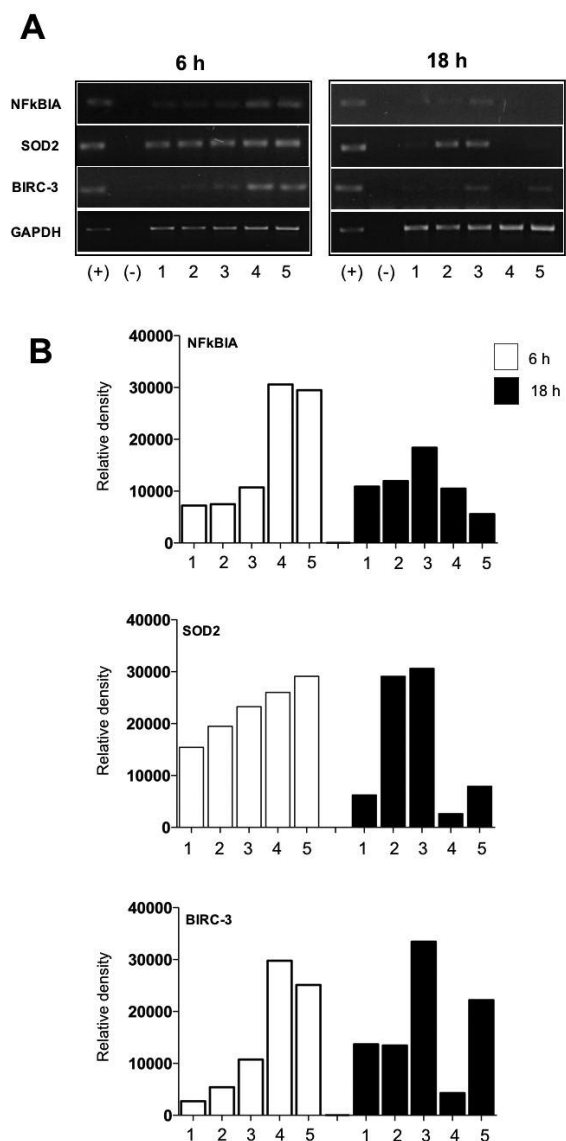 A
6 h 18 h
NFkBIA
SOD2
BIRC-3
GAPDH
(+) (-) 1 2 3 4 5 (+) (-) 1 2 3 4 5
B
NFkBIA
6 h
18 h
Relative density
40000
30000
20000
10000
0
1 2 3 4 5 1 2 3 4 5
SOD2
Relative density
40000
30000
20000
10000
0
1 2 3 4 5 1 2 3 4 5
BIRC-3
Relative density
40000
30000
20000
10000
0
1 2 3 4 5 1 2 3 4 5